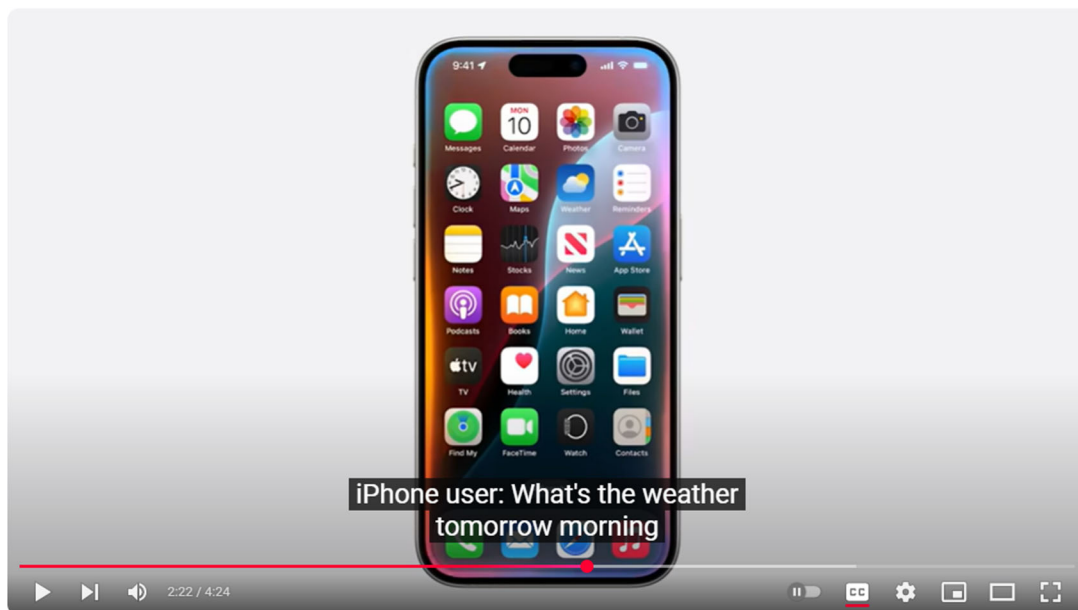 9:41
MON
10
Messages
Calendar
Photos
Camera
Clock
Maps
Weather
Reminders
Notes
Stocks
News
App Store
Podcasts
Books
Home
Wallet
tv
TV
Health
Settings
Files
Find My
FaceTime
Watch
Contacts
iPhone user: What's the weather
tomorrow morning
2:22 / 4:24
CC